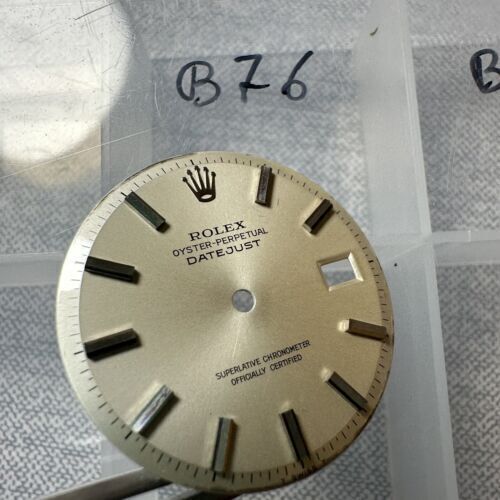 B76
B
ROLEX
OYSTER-PERPETUAL
DATEJUST
SUPERLATIVE CHRONOMETER
OFFICIALLY CERTIFIED